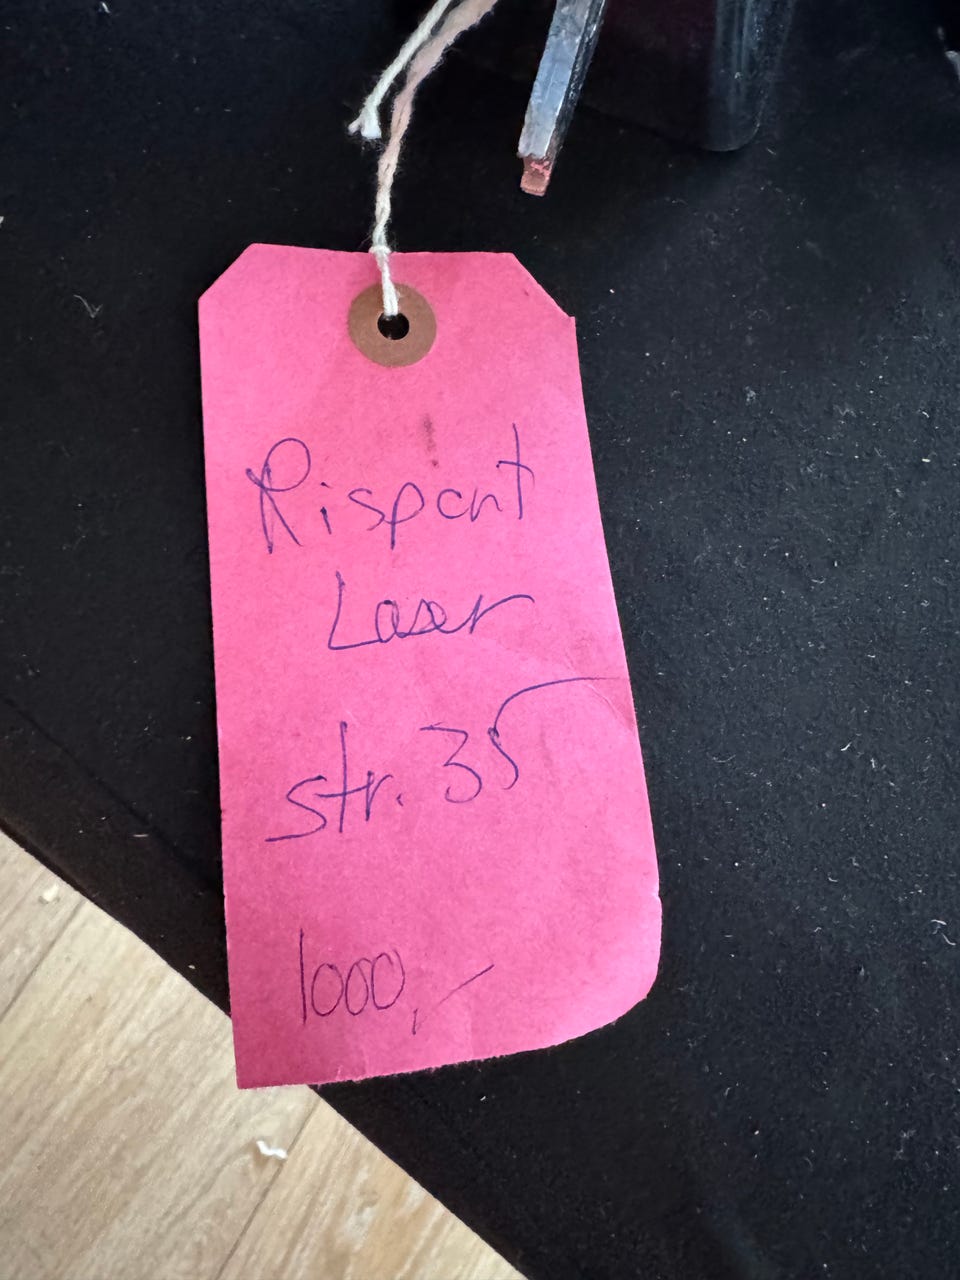 Rispent
Laser
str. 35
1000,-